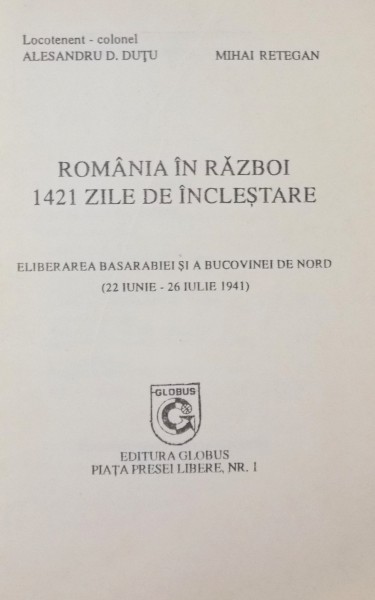 Locotenent - colonel
ALESANDRU D. DUȚU MIHAI RETEGAN
ROMÂNIA ÎN RĂZBOI
1421 ZILE DE ÎNCLEȘTARE
ELIBERAREA BASARABIEI ȘI A BUCOVINEI DE NORD
(22 IUNIE - 26 IULIE 1941)
GLOBUS
EDITURA GLOBUS
PIAȚA PRESEI LIBERE, NR. 1